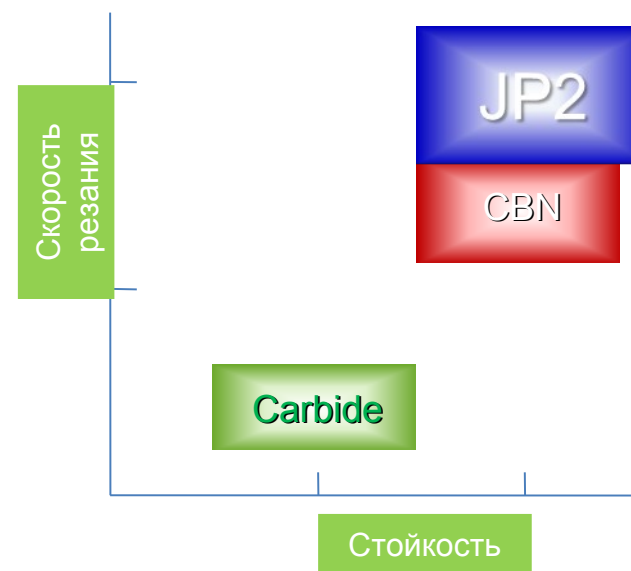 JP2
Скорость
резания
CBN
Carbide
Стойкость